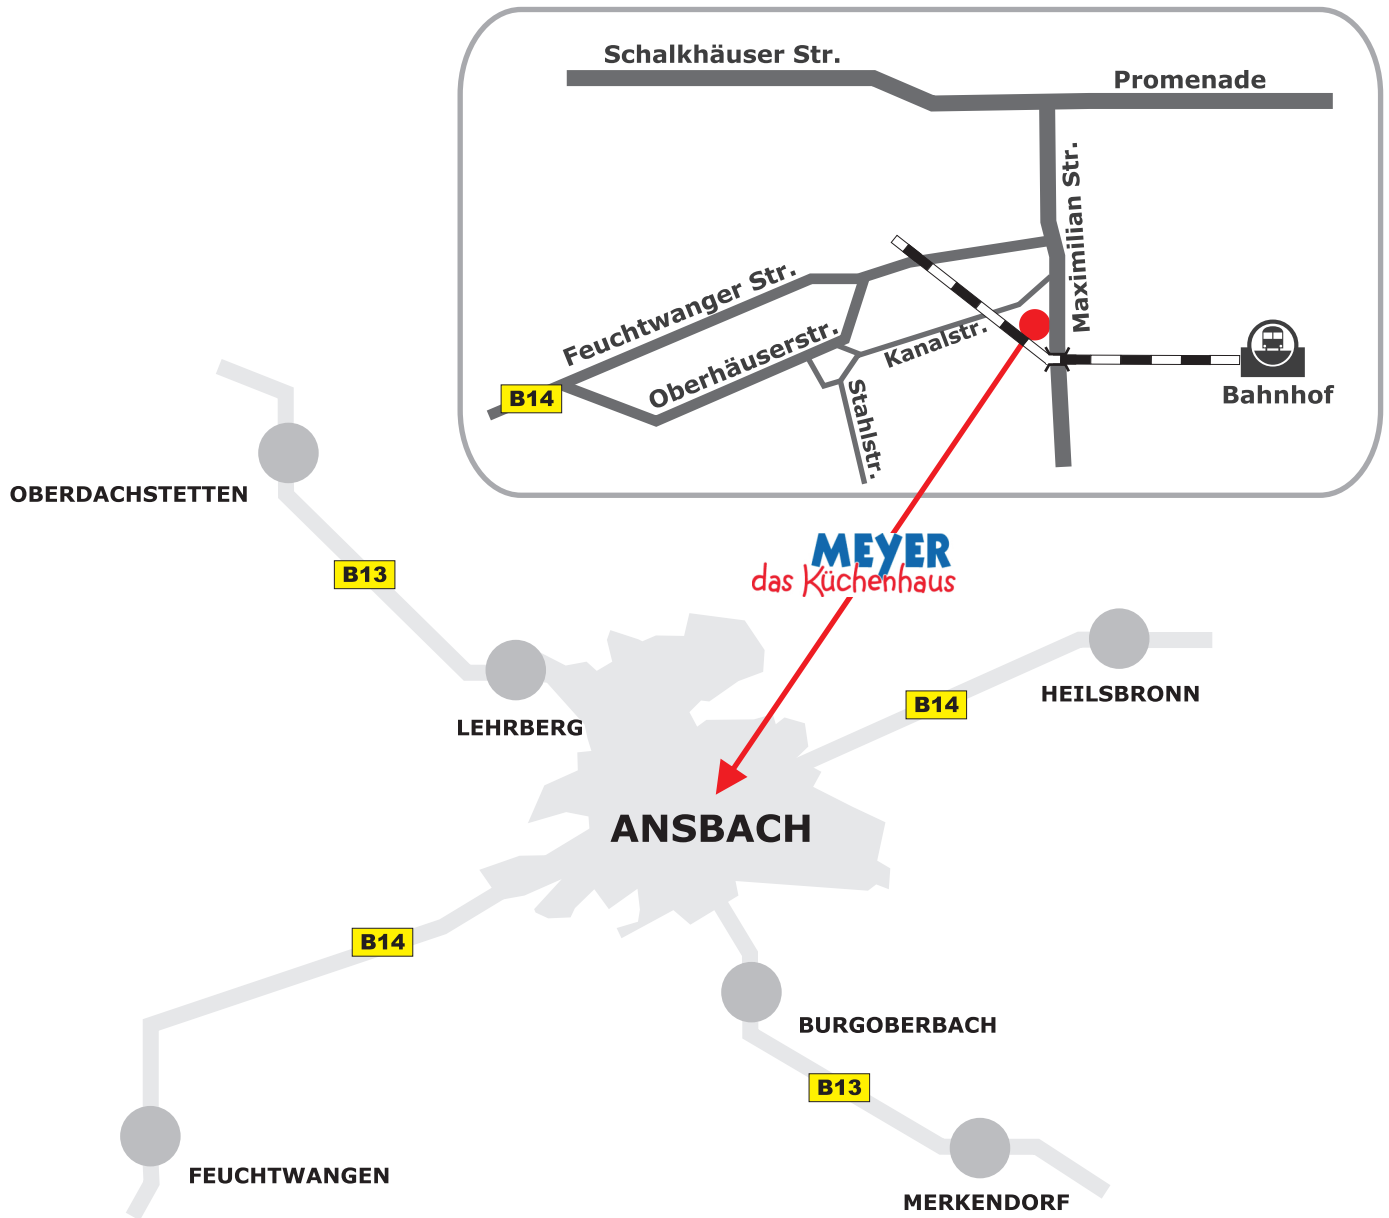 Schalkhäuser Str.
Promenade
Maximilian Str.
Feuchtwanger Str.
Oberhäuserstr.
Kanalstr.
B14
Stahlstr.
Bahnhof
OBERDACHSTETTEN
MEYER
das Küchenhaus
B13
HEILSBRONN
B14
LEHRBERG
ANSBACH
B14
BURGOBERBACH
B13
FEUCHTWANGEN
MERKENDORF